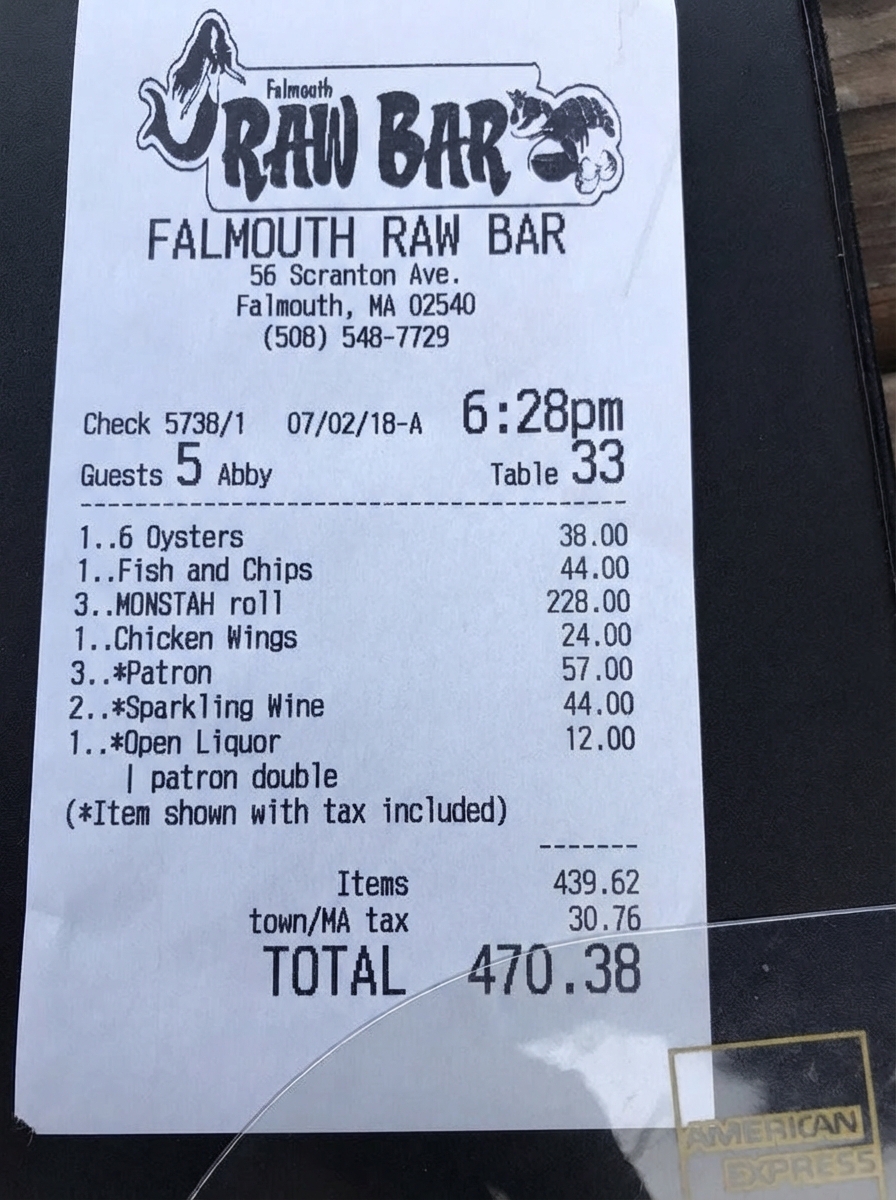 Falmouth
RAW BAR
FALMOUTH RAW BAR
56 Scranton Ave.
Falmouth, MA 02540
(508) 548-7729
Check 5738/1 07/02/18-A 6:28pm
Guests 5 Abby Table 33
1..6 Oysters 38.00
1..Fish and Chips 44.00
3..MONSTAH roll 228.00
1..Chicken Wings 24.00
3..*Patron 57.00
2..*Sparkling Wine 44.00
1..*Open Liquor 12.00
| patron double
(*Item shown with tax included)
Items 439.62
town/MA tax 30.76
TOTAL 470.38
AMERICAN
EXPRESS